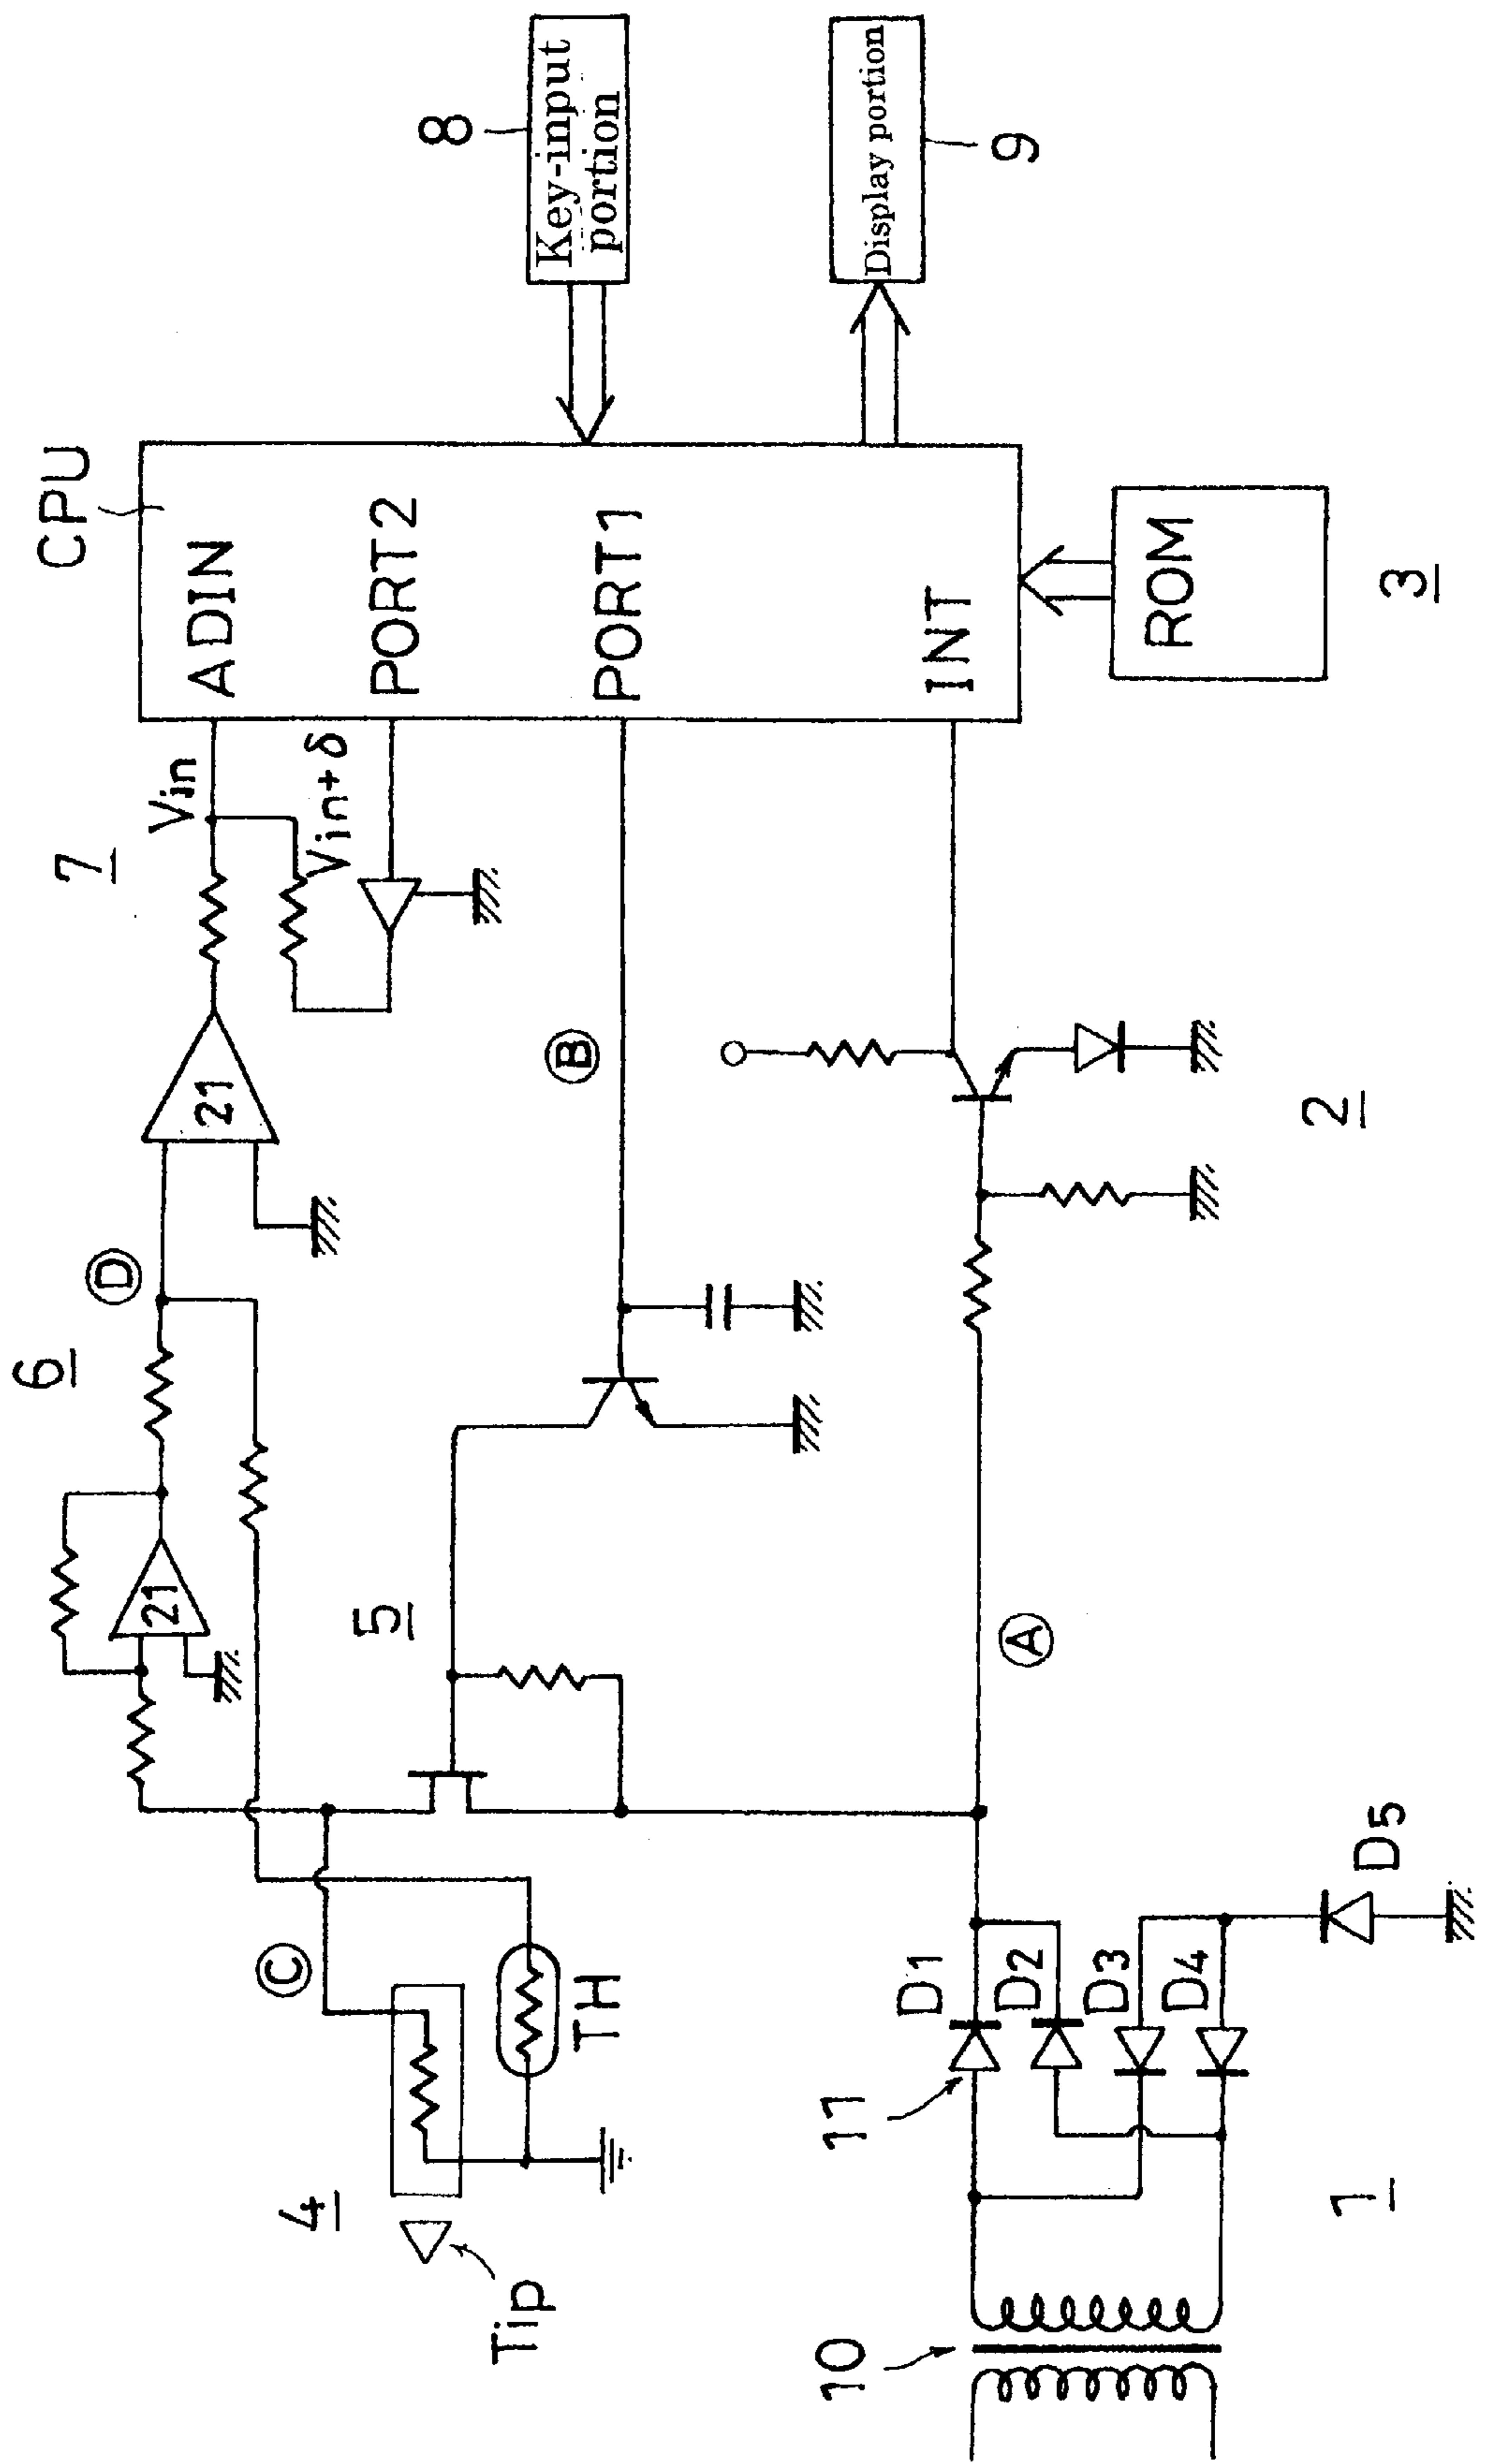 CPU
8
Key-input
portion
9
Display portion
ADIN
PORT2
PORT1
INT
ROM
3
7
Vin
Vin+δ
21
6
D
21
B
2
5
A
C
TH
4
Tip
D1
D2
D3
D4
D5
11
10
1